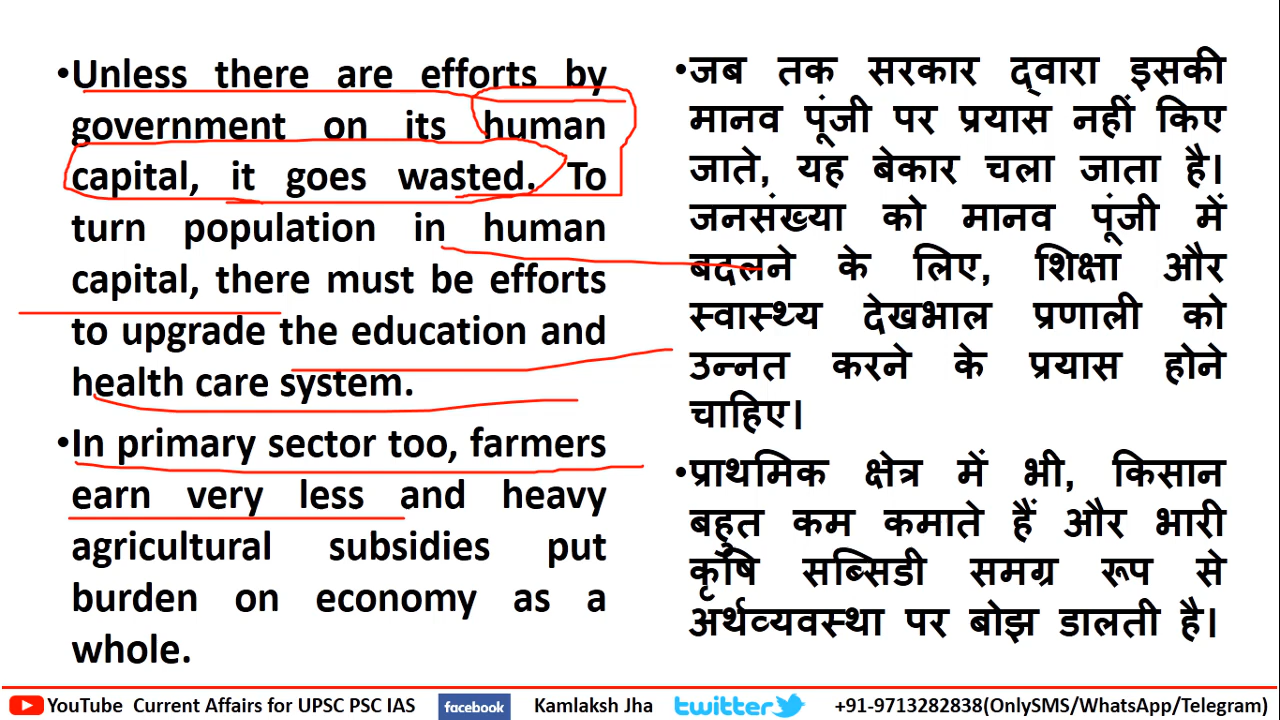 •Unless there are efforts by
government on its human
capital, it goes wasted. To
turn population in human
capital, there must be efforts
to upgrade the education and
health care system.
•In primary sector too, farmers
earn very less and heavy
agricultural subsidies put
burden on economy as a
whole.
•जब तक सरकार द्वारा इसकी
मानव पूंजी पर प्रयास नहीं किए
जाते, यह बेकार चला जाता है।
जनसंख्या को मानव पूंजी में
बदलने के लिए, शिक्षा और
स्वास्थ्य देखभाल प्रणाली को
उन्नत करने के प्रयास होने
चाहिए।
•प्राथमिक क्षेत्र में भी, किसान
बहुत कम कमाते हैं और भारी
कृषि सब्सिडी समग्र रूप से
अर्थव्यवस्था पर बोझ डालती है।
YouTube Current Affairs for UPSC PSC IAS facebook Kamlaksh Jha twitter +91-9713282838(OnlySMS/WhatsApp/Telegram)